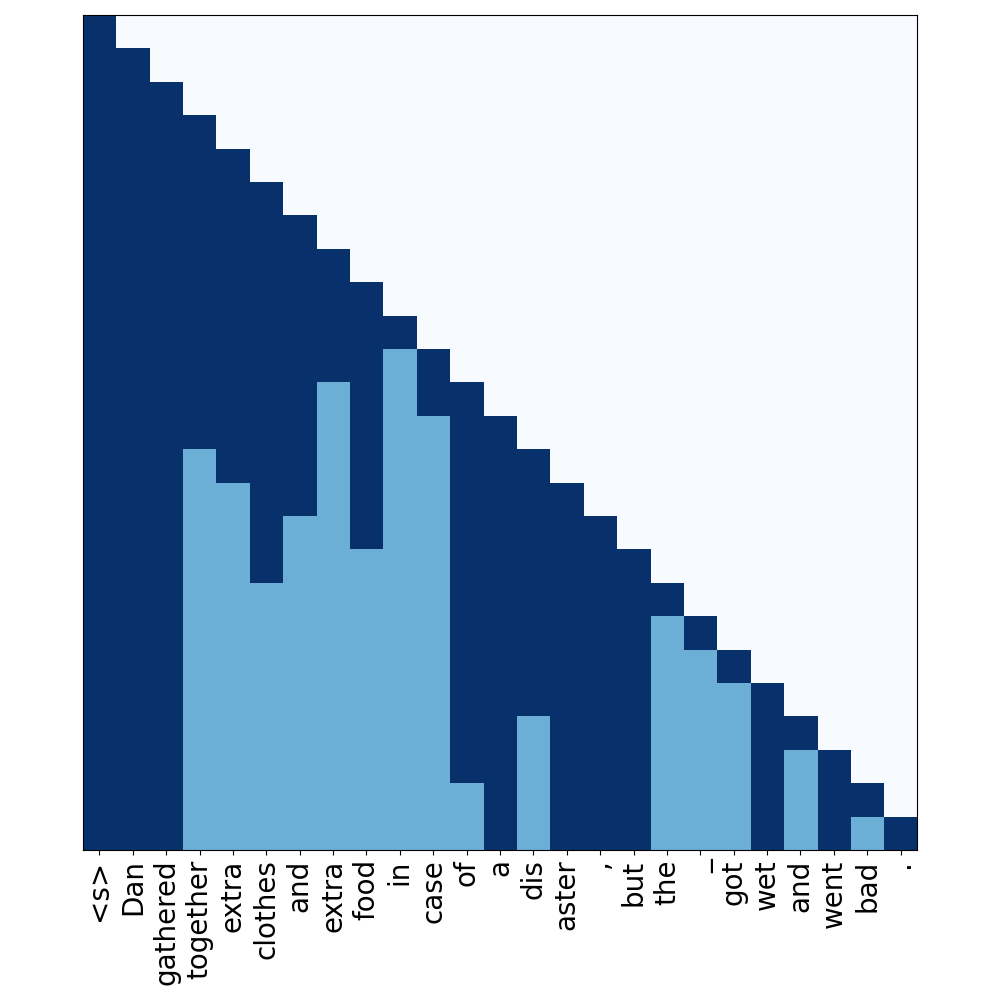 <s>
Dan
gathered
together
extra
clothes
and
extra
food
in
case
of
a
dis
aster
,
but
the
_
got
wet
and
went
bad
.